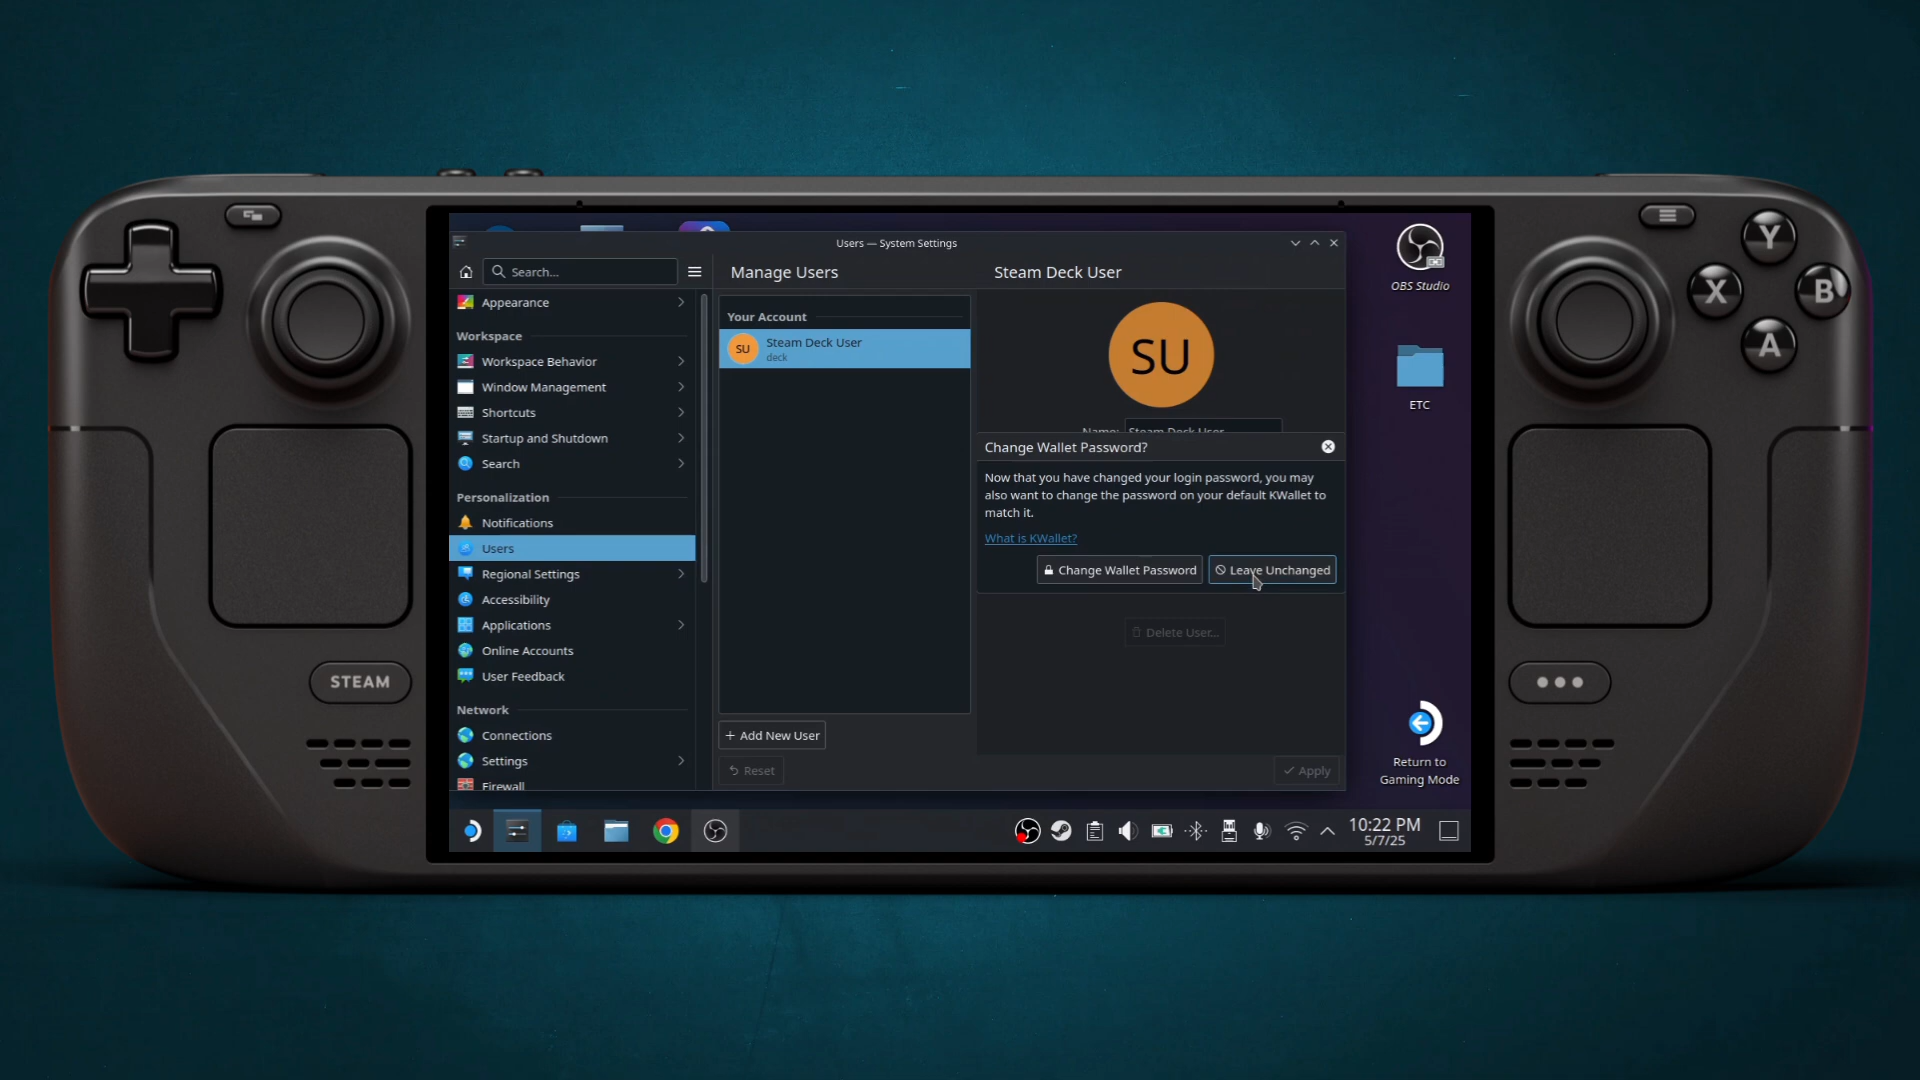 Users — System Settings
Search...
Manage Users
Steam Deck User
Appearance
Workspace
Workspace Behavior
Window Management
Shortcuts
Startup and Shutdown
Search
Personalization
Notifications
Users
Regional Settings
Accessibility
Applications
Online Accounts
User Feedback
Network
Connections
Settings
Firewall
Your Account
SU
Steam Deck User
deck
+ Add New User
Reset
SU
Name: Steam Deck User
Change Wallet Password?
Now that you have changed your login password, you may
also want to change the password on your default KWallet to
match it.
What is KWallet?
Change Wallet Password
Leave Unchanged
Delete User...
Apply
OBS Studio
ETC
Return to
Gaming Mode
10:22 PM
5/7/25
STEAM
Y
X
B
A